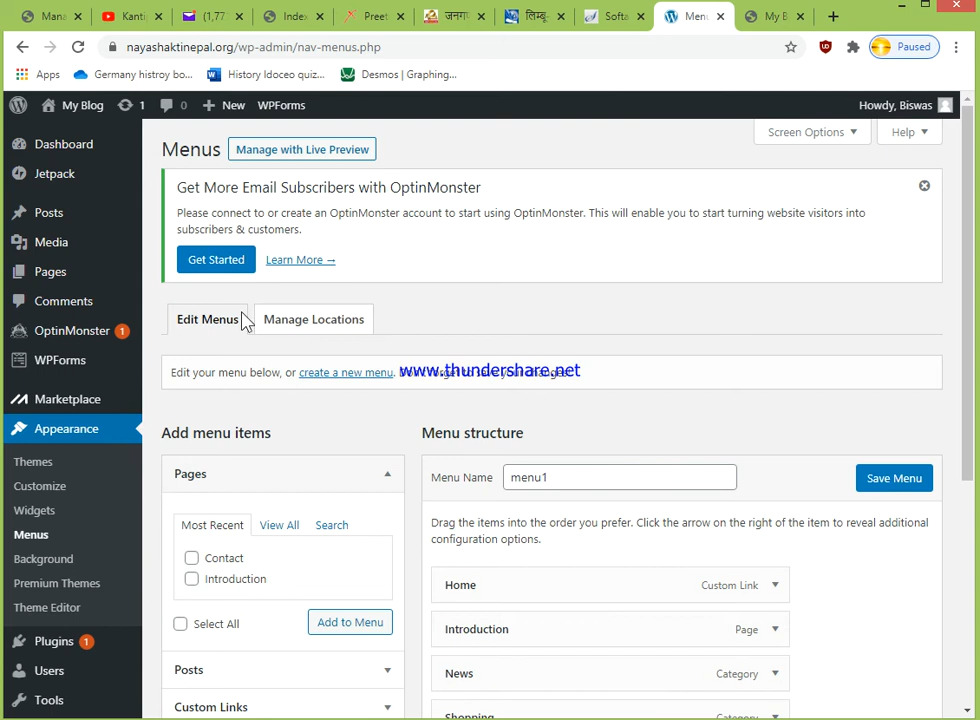 Mana
Kanti
(1,77
Index
Preet
जनगण
लिम्बू
Softa
Menu
My B
nayashaktinepal.org/wp-admin/nav-menus.php
Paused
Apps
Germany histroy bo...
History Idoceo quiz...
Desmos | Graphing...
My Blog
1
0
New
WPForms
Howdy, Biswas
Screen Options
Help
Menus
Manage with Live Preview
Get More Email Subscribers with OptinMonster
Please connect to or create an OptinMonster account to start using OptinMonster. This will enable you to start turning website visitors into
subscribers & customers.
Get Started
Learn More →
Dashboard
Jetpack
Posts
Media
Pages
Comments
OptinMonster 1
WPForms
Marketplace
Appearance
Themes
Customize
Widgets
Menus
Background
Premium Themes
Theme Editor
Plugins 1
Users
Tools
Edit Menus
Manage Locations
Edit your menu below, or create a new menu.
www.thundershare.net
Add menu items
Pages
Most Recent
View All
Search
Contact
Introduction
Select All
Add to Menu
Posts
Custom Links
Menu structure
Menu Name
menu1
Save Menu
Drag the items into the order you prefer. Click the arrow on the right of the item to reveal additional
configuration options.
Home
Custom Link
Introduction
Page
News
Category
Shopping
Category